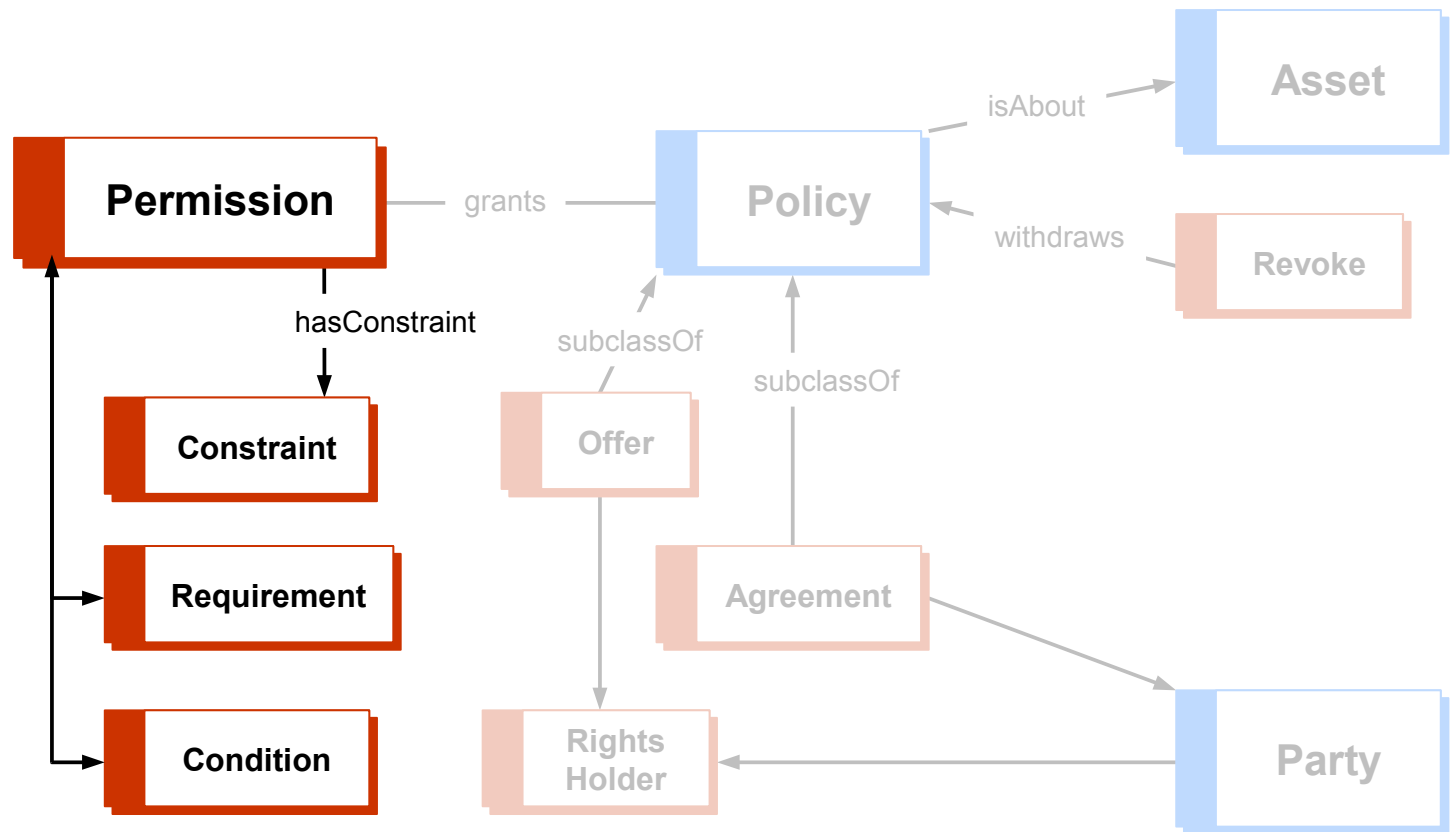 Asset
isAbout
Permission
grants
Policy
withdraws
Revoke
hasConstraint
subclassOf
subclassOf
Constraint
Offer
Requirement
Agreement
Condition
Rights
Holder
Party